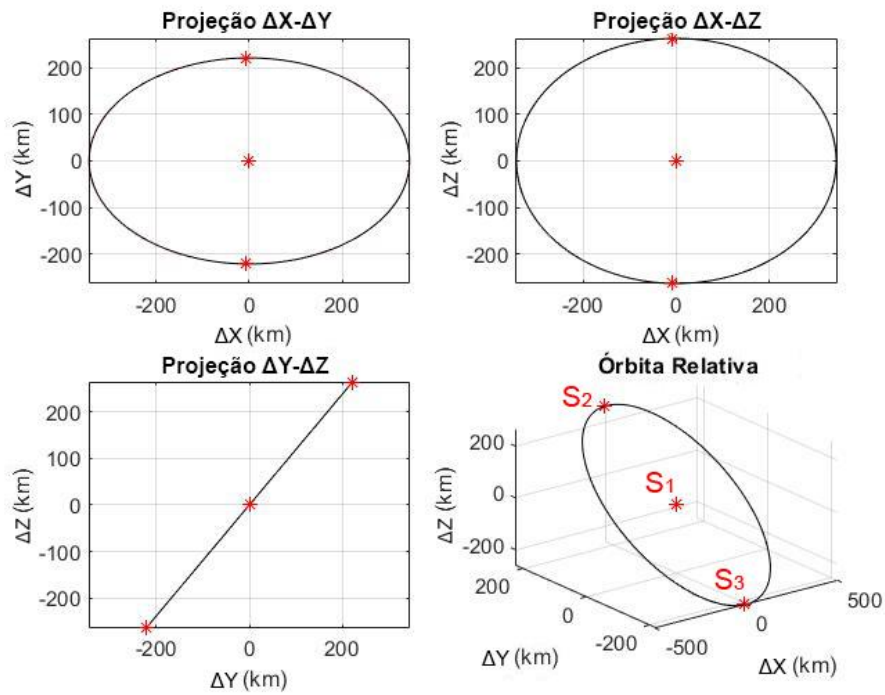 Projeção ΔX-ΔY
200
100
0
-100
-200
ΔY (km)
-200
0
200
ΔX (km)
Projeção ΔX-ΔZ
200
100
0
-100
-200
ΔZ (km)
-200
0
200
ΔX (km)
Projeção ΔY-ΔZ
200
100
0
-100
-200
ΔZ (km)
-200
0
200
ΔY (km)
Órbita Relativa
S2
S1
S3
200
0
-200
ΔZ (km)
200
0
-200
ΔY (km)
-500
0
500
ΔX (km)